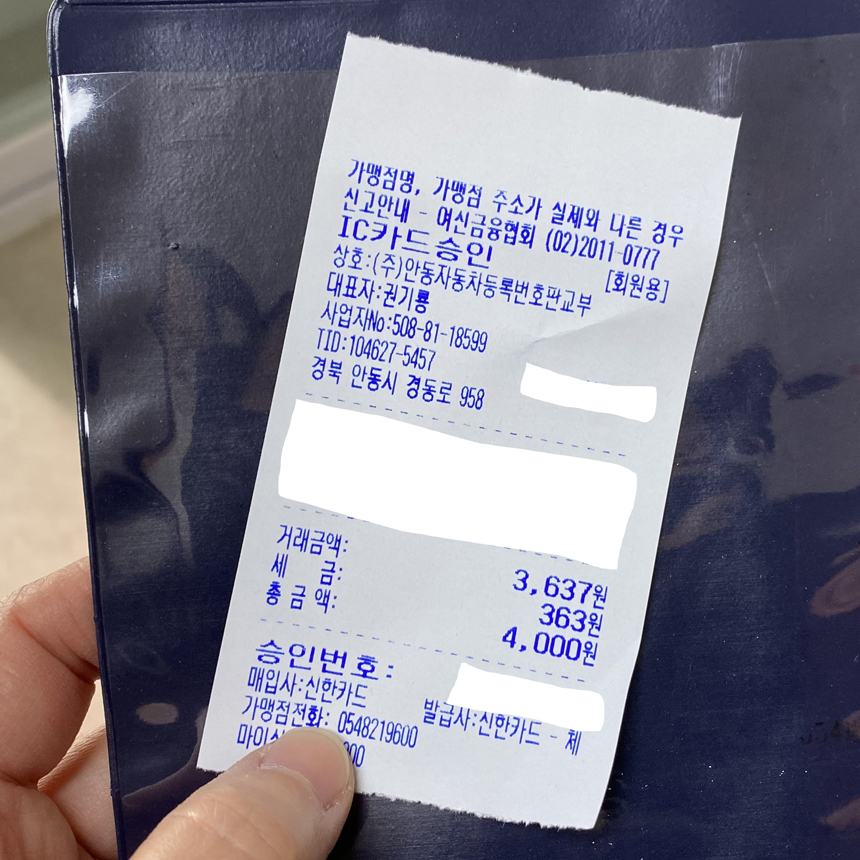 가맹점명, 가맹점 주소가 실제와 다른 경우
신고안내 - 여신금융협회 (02)2011-0777
IC카드승인
[회원용]
상호:(주)안동자동차등록번호판교부
대표자:권기룡
사업자No:508-81-18599
TID:104627-5457
경북 안동시 경동로 958
거래금액: 3,637원
세 금: 363원
총 금 액: 4,000원
승인번호:
매입사:신한카드 발급사:신한카드 - 체
가맹점전화: 0548219600